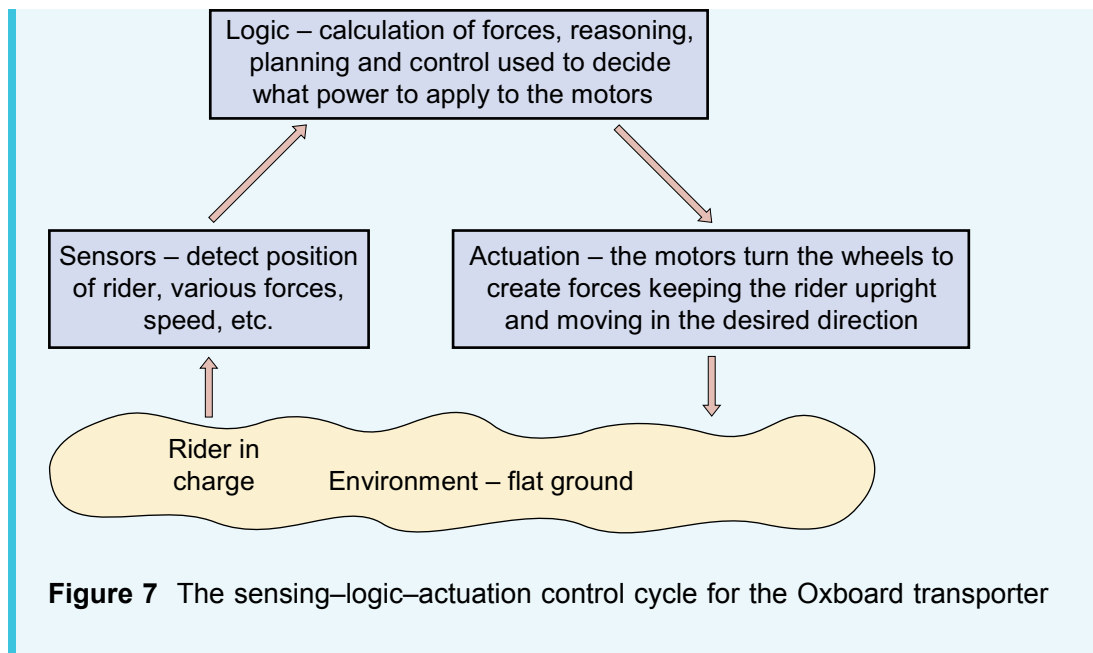 Logic – calculation of forces, reasoning,
planning and control used to decide
what power to apply to the motors
Sensors – detect position
of rider, various forces,
speed, etc.
Actuation – the motors turn the wheels to
create forces keeping the rider upright
and moving in the desired direction
Rider in
charge
Environment – flat ground
Figure 7 The sensing–logic–actuation control cycle for the Oxboard transporter